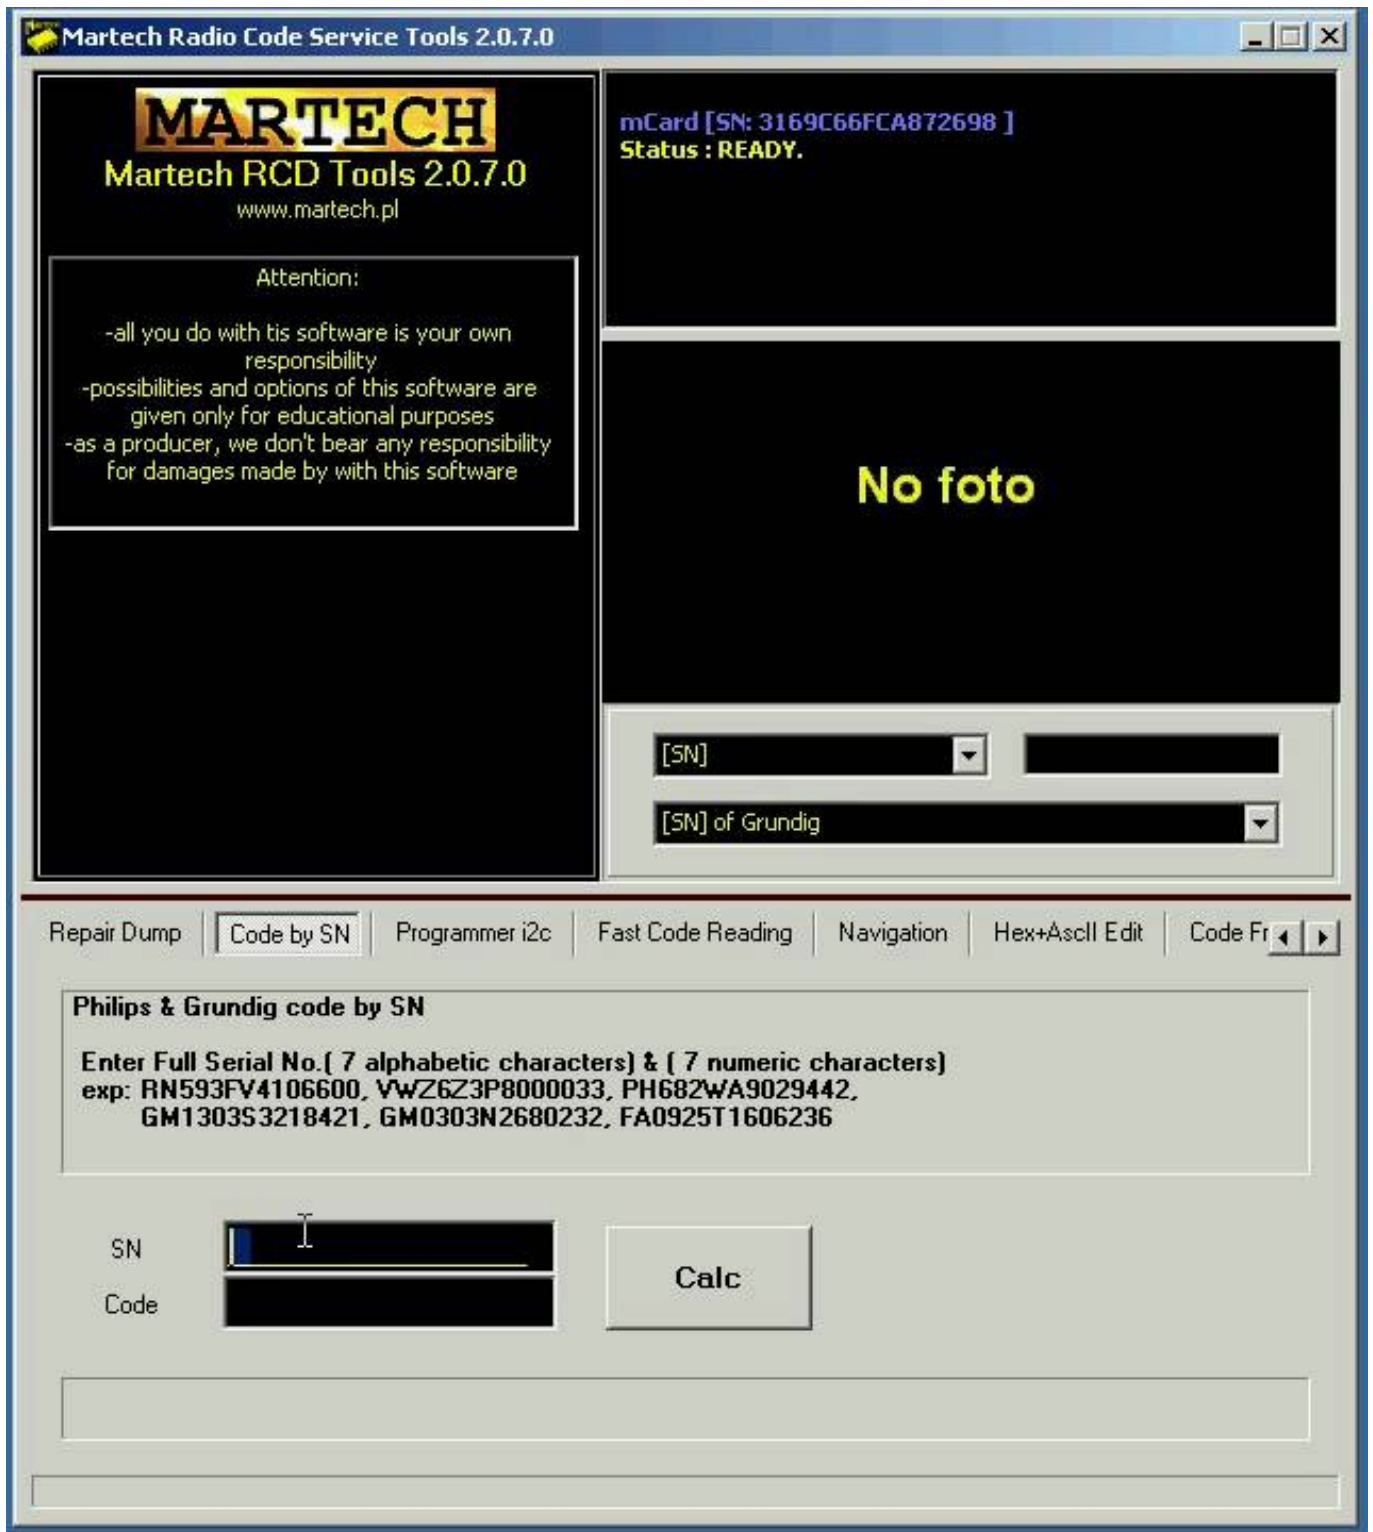 Martech Radio Code Service Tools 2.0.7.0
MARTECH
Martech RCD Tools 2.0.7.0
www.martech.pl
Attention:
-all you do with tis software is your own
responsibility
-possibilities and options of this software are
given only for educational purposes
-as a producer, we don't bear any responsibility
for damages made by with this software
mCard [SN: 3169C66FCA872698 ]
Status : READY.
No foto
[SN]
[SN] of Grundig
Repair Dump
Code by SN
Programmer i2c
Fast Code Reading
Navigation
Hex+AscII Edit
Code Fr
Philips & Grundig code by SN
Enter Full Serial No.( 7 alphabetic characters) & ( 7 numeric characters)
exp: RN593FV4106600, VWZ6Z3P8000033, PH682WA9029442,
GM1303S3218421, GM0303N2680232, FA0925T1606236
SN
Code
Calc